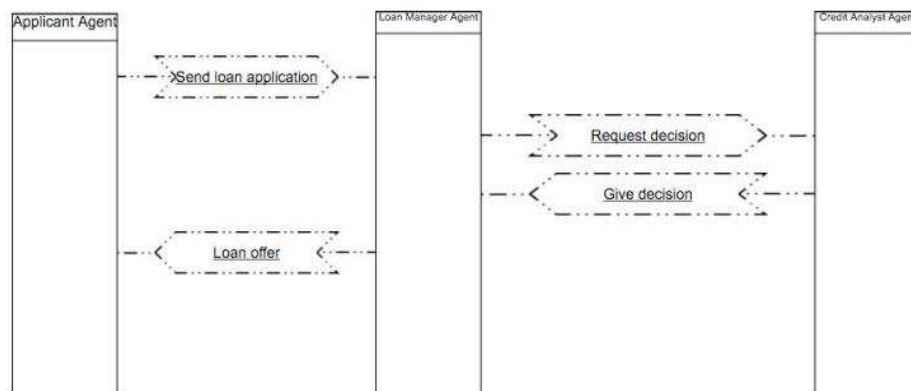 Applicant Agent
Loan Manager Agent
Credit Analyst Agen
Send loan application
Request decision
Give decision
Loan offer